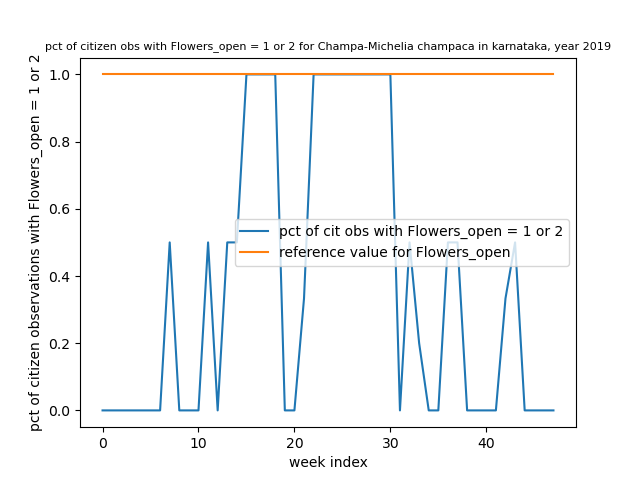 pct of citizen obs with Flowers_open = 1 or 2 for Champa-Michelia champaca in karnataka, year 2019
pct of citizen observations with Flowers_open = 1 or 2
1.0
0.8
0.6
0.4
0.2
0.0
pct of cit obs with Flowers_open = 1 or 2
reference value for Flowers_open
0 10 20 30 40
week index